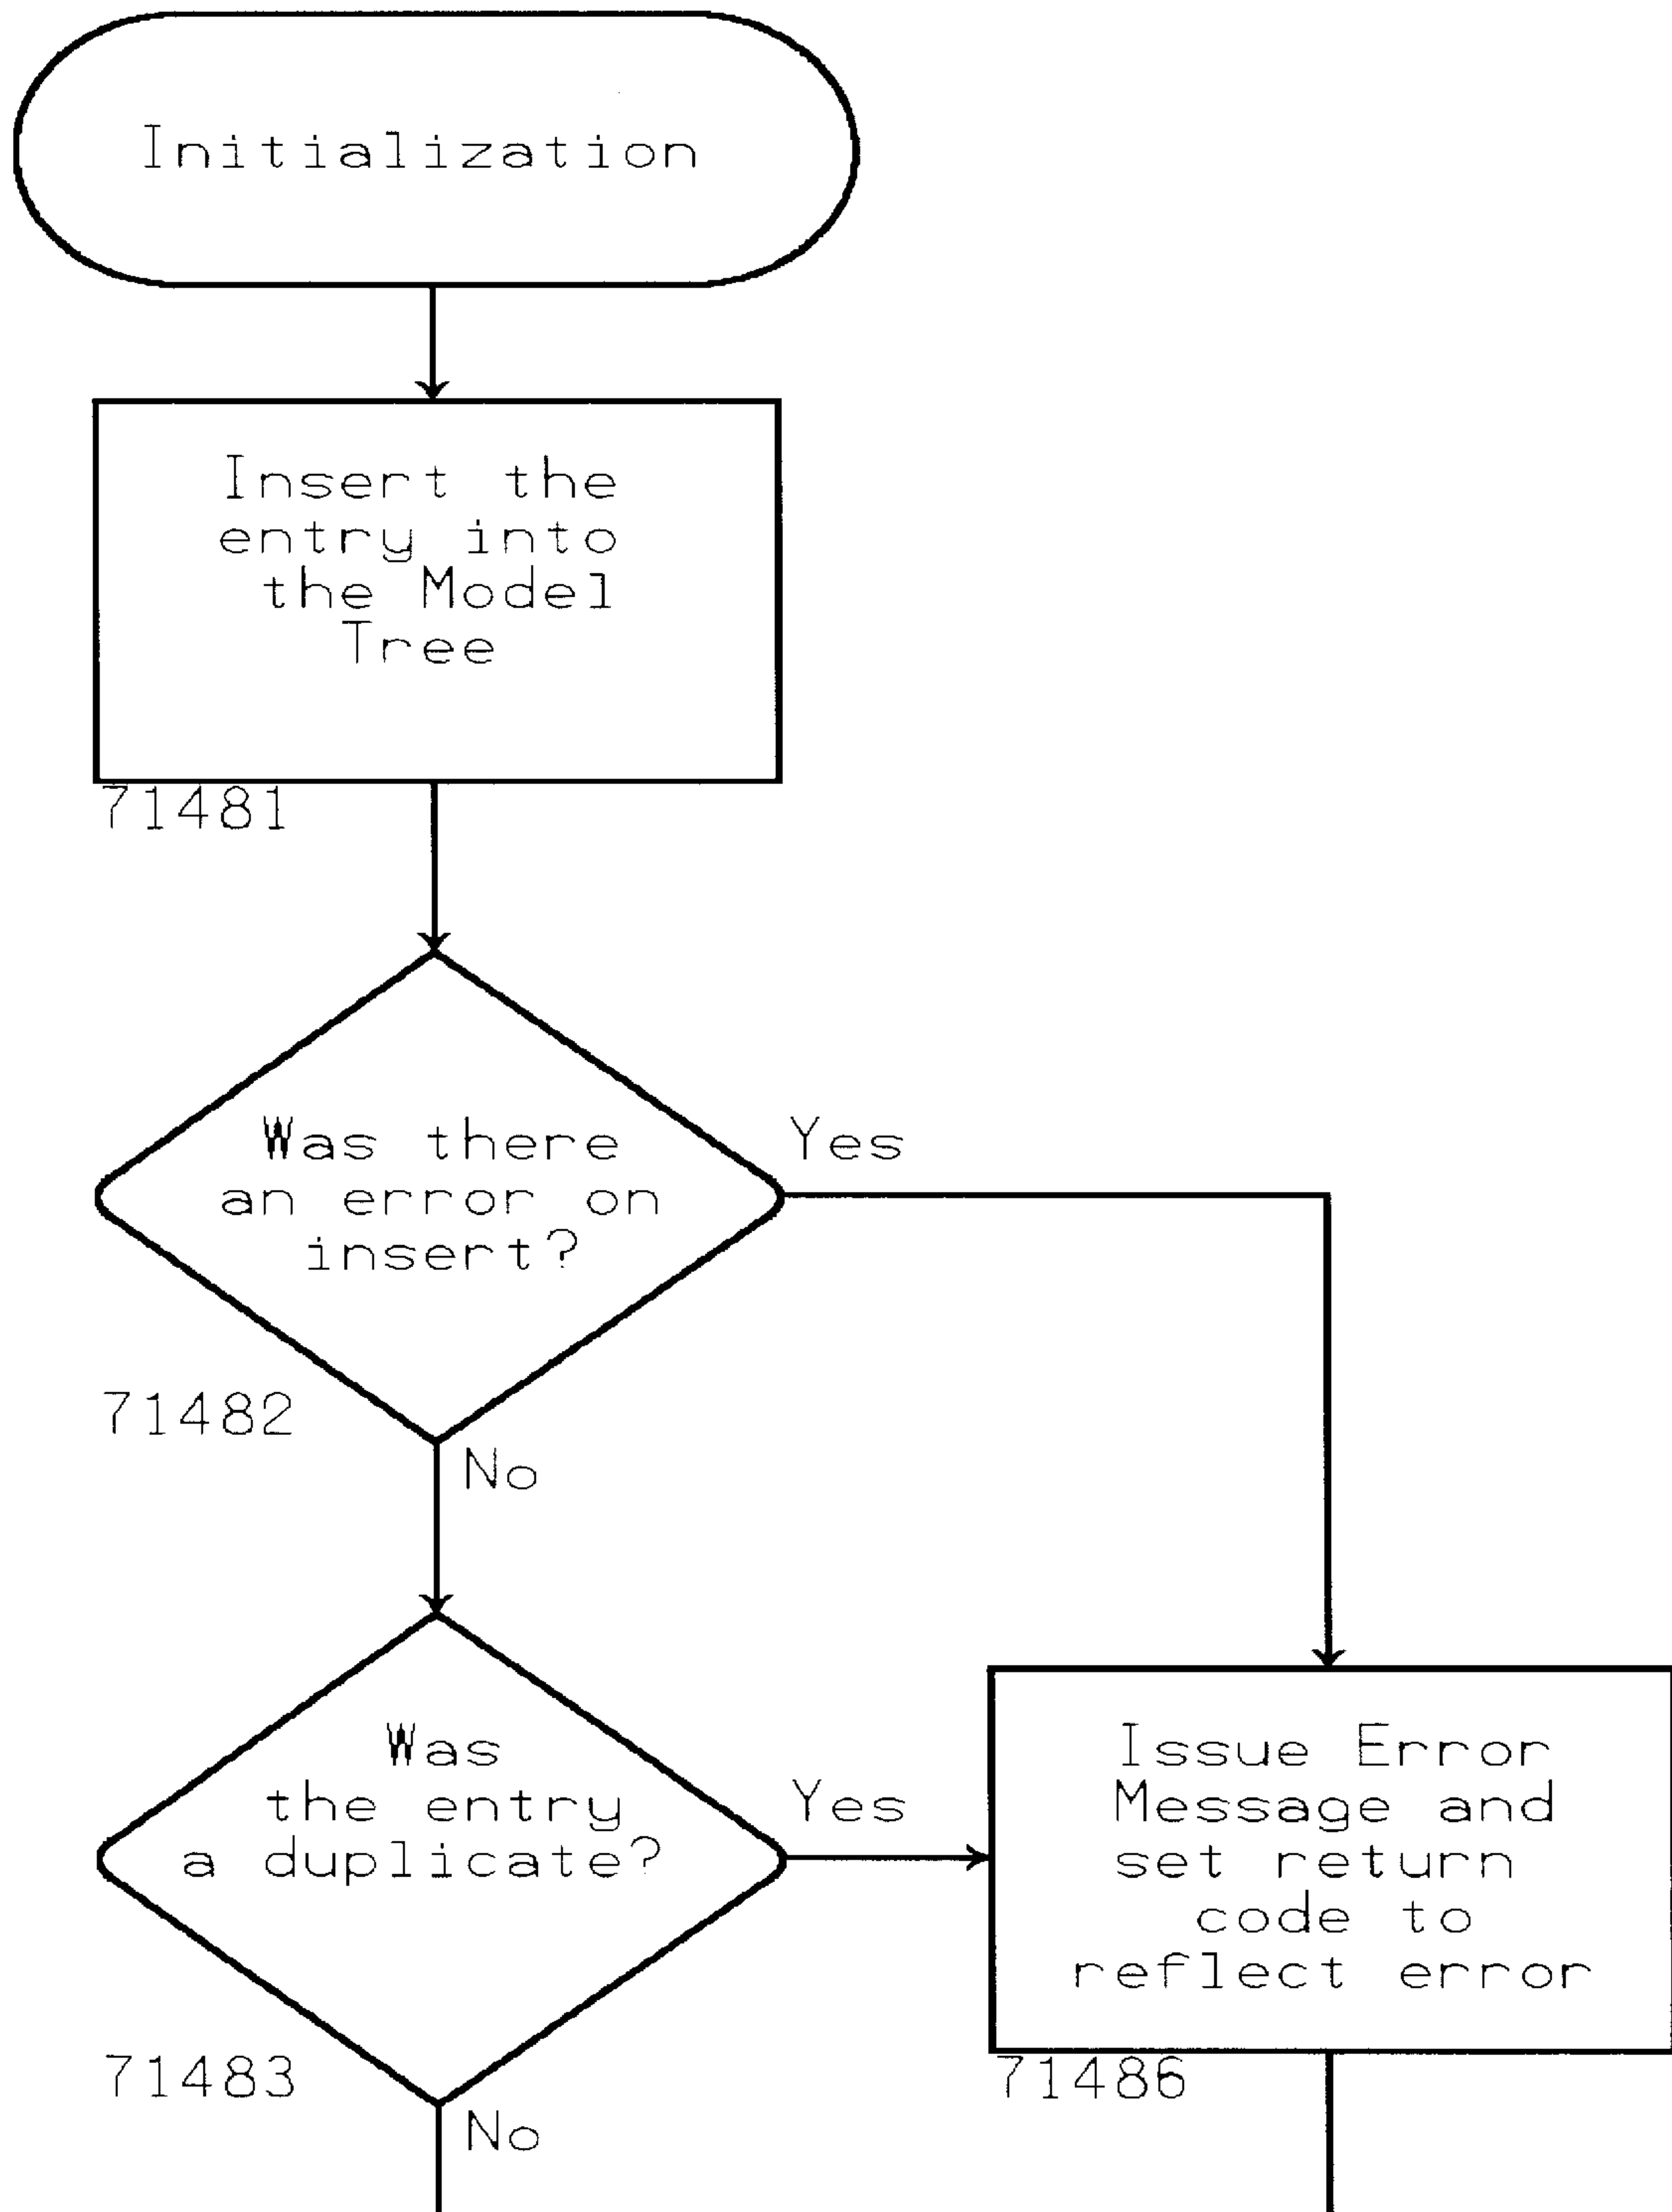 Initialization
Insert the
entry into
the Model
Tree
71481
Was there
an error on
insert?
Yes
71482
No
Was
the entry
a duplicate?
Yes
71483
No
Issue Error
Message and
set return
code to
reflect error
71486